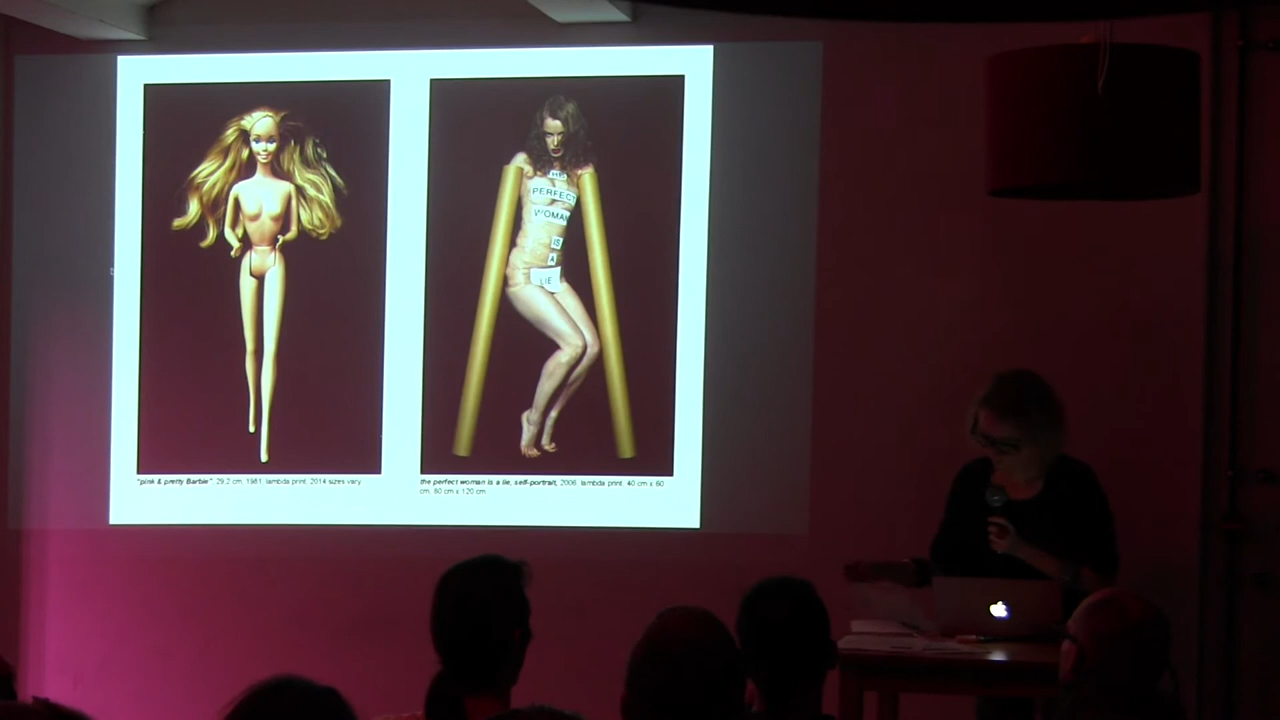 THE
PERFECT
WOMAN
IS
A
LIE
"pink & pretty Barbie", 29.2 cm, 1981, lambda print, 2014 sizes vary.
the perfect woman is a lie, self-portrait, 2006. lambda print. 40 cm x 60
cm, 80 cm x 120 cm